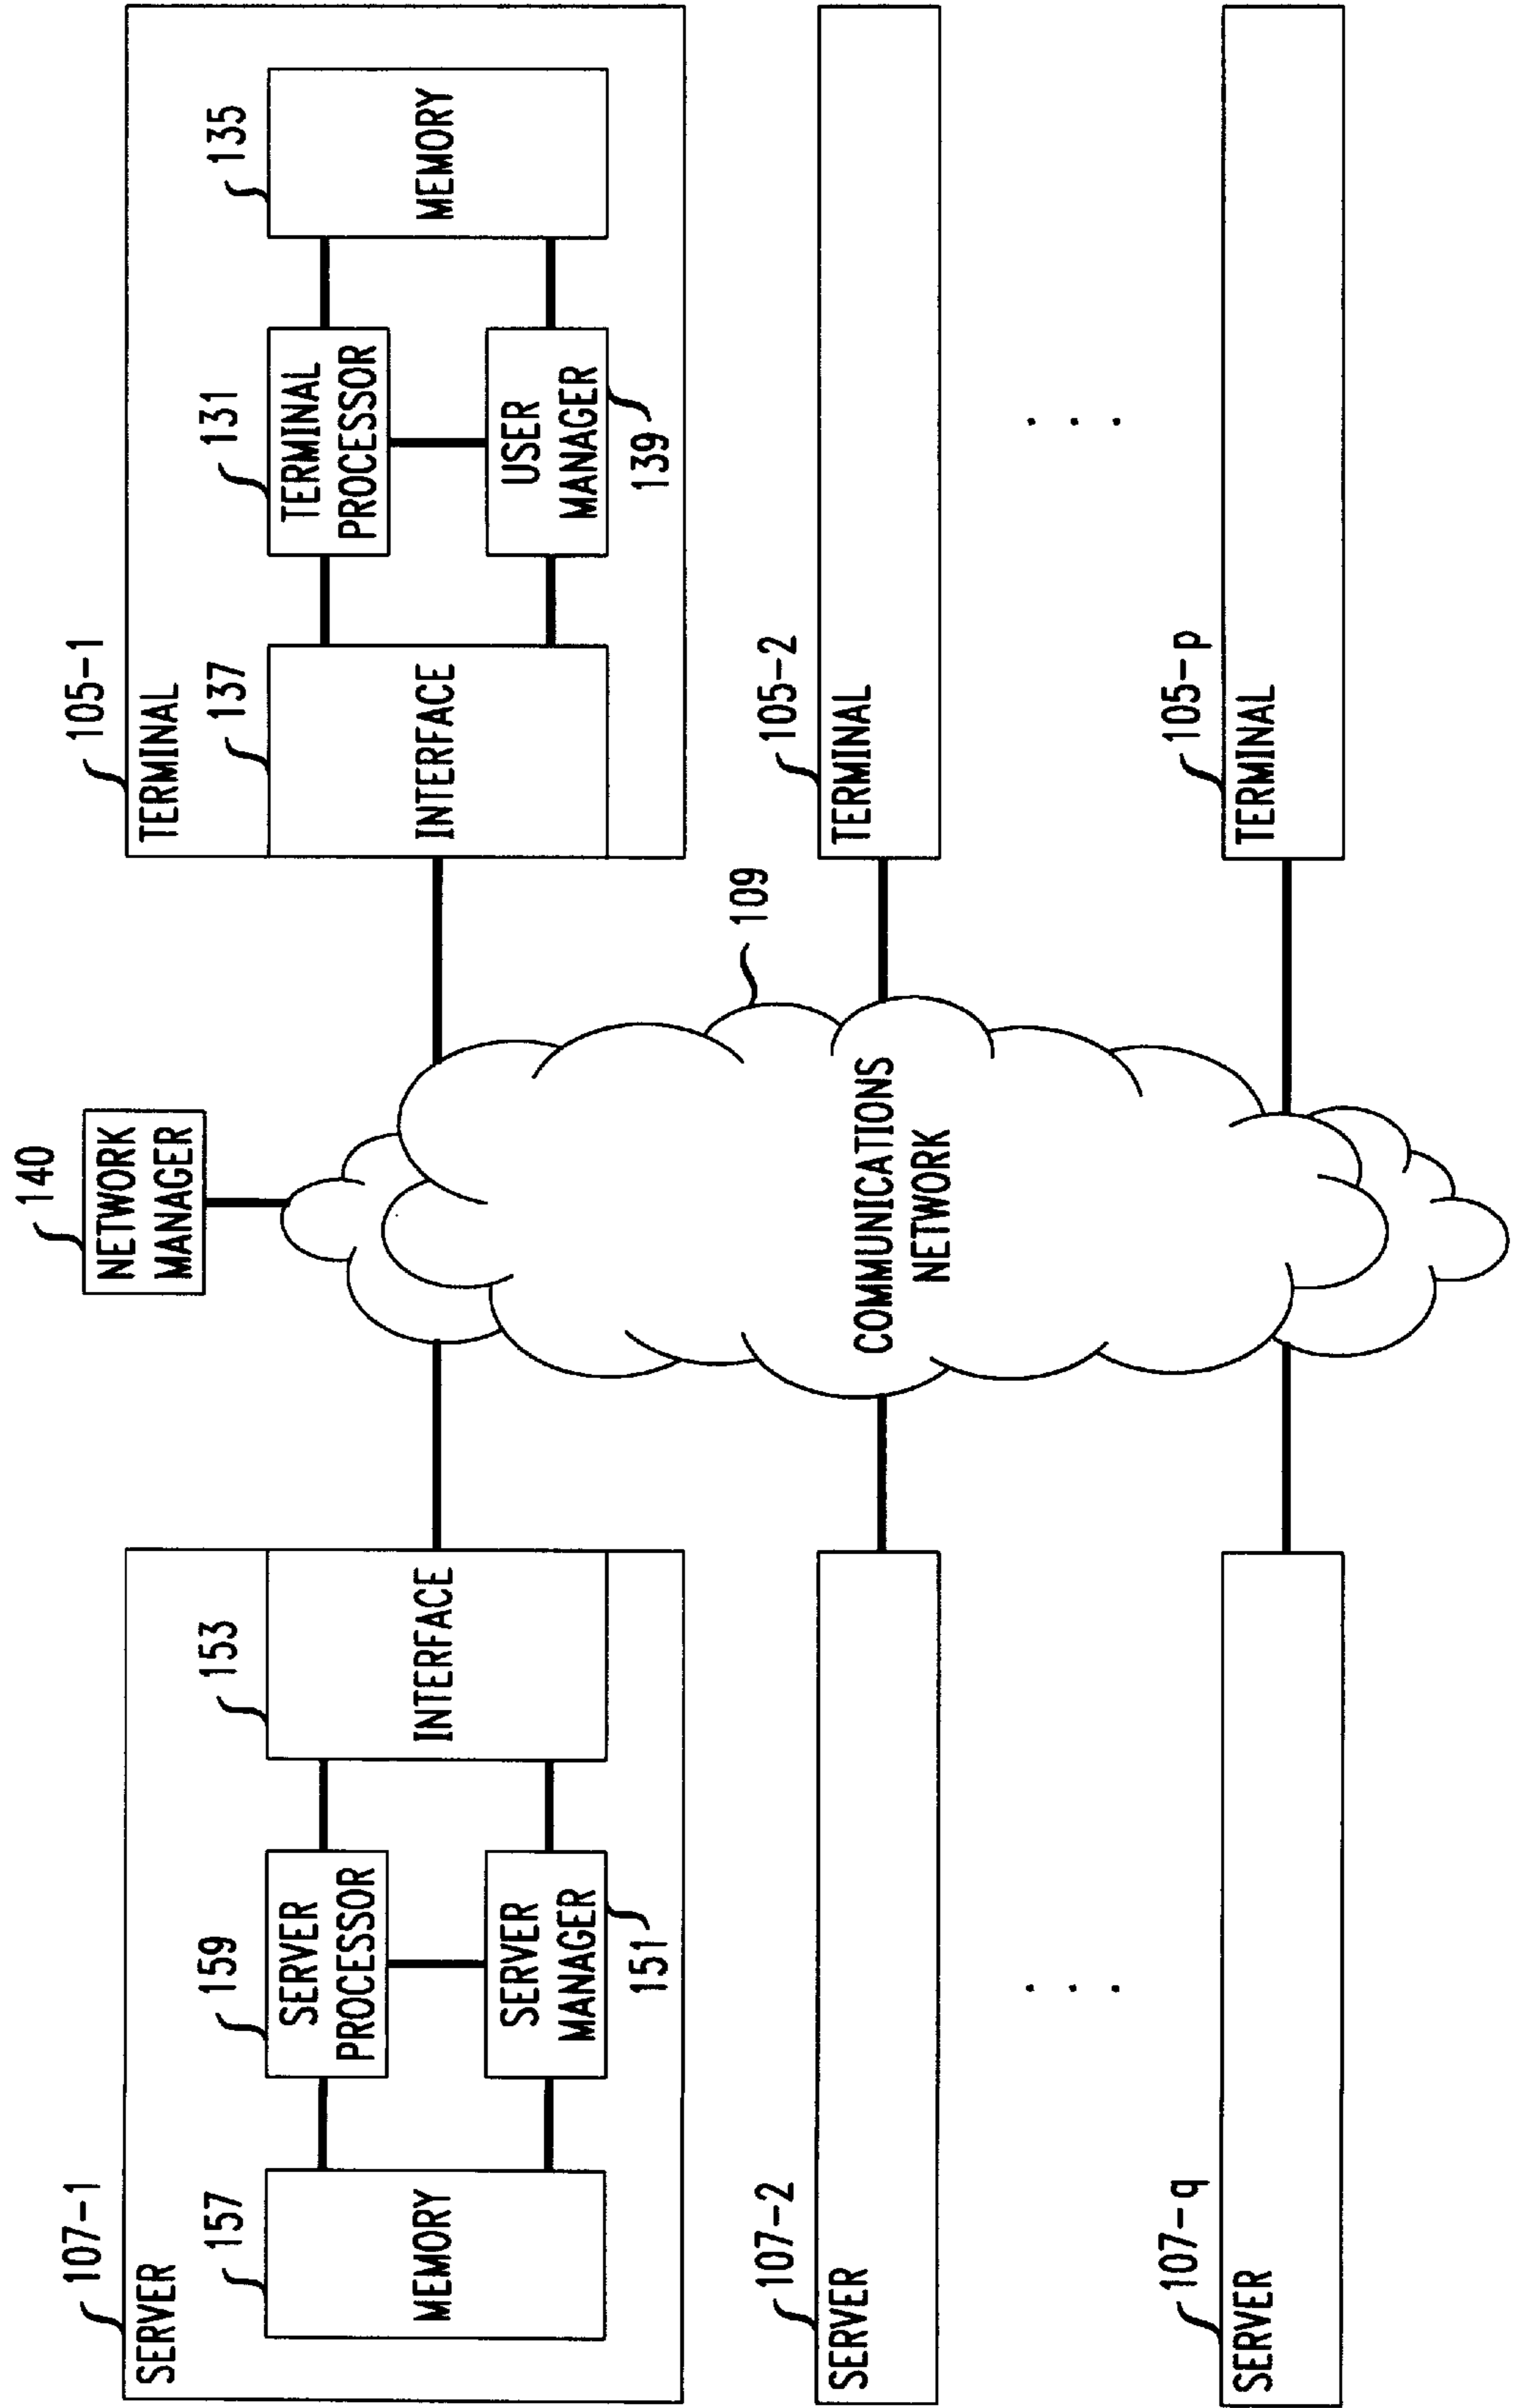 140
NETWORK
MANAGER
107-1
SERVER
157
MEMORY
159
SERVER
PROCESSOR
SERVER
MANAGER
151
153
INTERFACE
105-1
TERMINAL
137
INTERFACE
131
TERMINAL
PROCESSOR
USER
MANAGER
139
135
MEMORY
109
COMMUNICATIONS
NETWORK
107-2
SERVER
105-2
TERMINAL
. . .
. . .
107-q
SERVER
105-p
TERMINAL